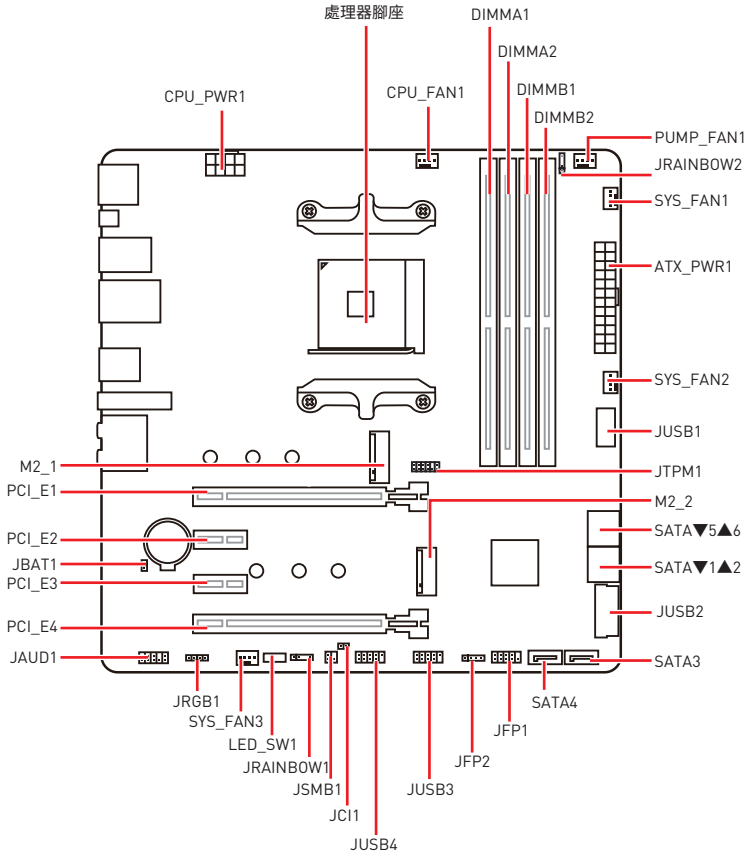 處理器腳座
DIMMA1
DIMMA2
CPU_PWR1
CPU_FAN1
DIMMB1
DIMMB2
PUMP_FAN1
JRAINBOW2
SYS_FAN1
ATX_PWR1
SYS_FAN2
JUSB1
M2_1
JTPM1
PCI_E1
M2_2
SATA▼5▲6
PCI_E2
JBAT1
SATA▼1▲2
PCI_E3
JUSB2
PCI_E4
JAUD1
SATA3
JRGB1
SATA4
SYS_FAN3
JFP1
LED_SW1
JFP2
JRAINBOW1
JSMB1
JUSB3
JCI1
JUSB4